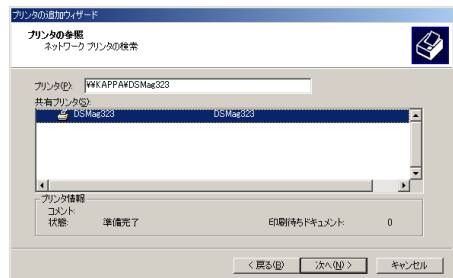 プリンタの追加ウィザード
プリンタの参照
ネットワーク プリンタの検索
プリンタ(P): ¥¥KAPPA¥DSMag323
共有プリンタ(S):
DSMag323 DSMag323
プリンタ情報
コメント:
状態: 準備完了 印刷待ちドキュメント: 0
< 戻る(B) 次へ(N) > キャンセル